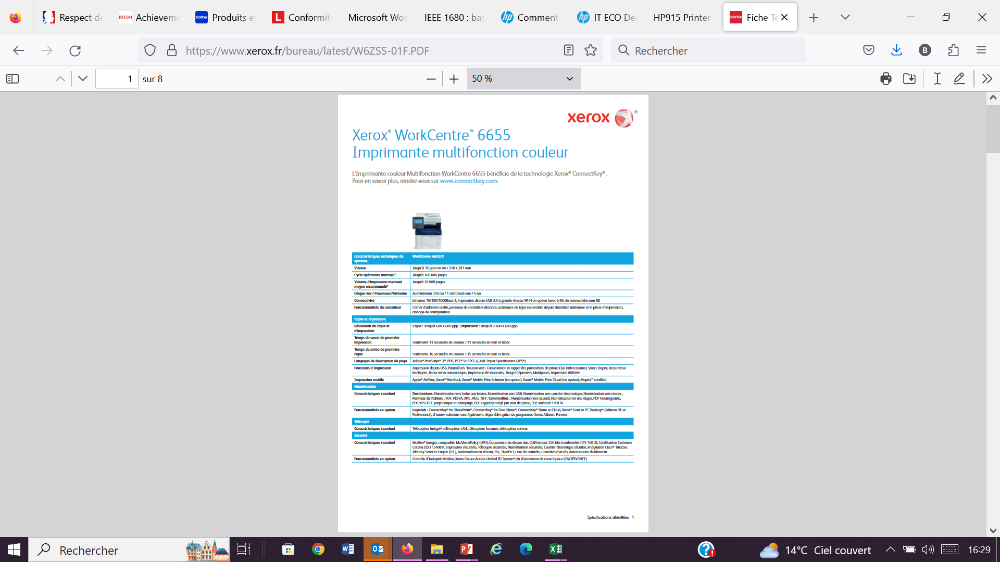 Respect de
RICOH Achieveme
brother Produits et
L Conformit
Microsoft Wor
IEEE 1680 : bas
hp Comment
hp IT ECO Dec
HP915 Printer
xerox Fiche Te
https://www.xerox.fr/bureau/latest/W6ZSS-01F.PDF
Rechercher
B
1 sur 8
50 %
xerox ®
Xerox® WorkCentre™ 6655
Imprimante multifonction couleur
L'Imprimante couleur Multifonction WorkCentre 6655 bénéficie de la technologie Xerox® ConnectKey® .
Pour en savoir plus, rendez-vous sur www.connectkey.com.
Caractéristiques techniques du système WorkCentre 6655/X
Vitesse Jusqu'à 35 ppm en A4 / 210 x 297 mm
Cycle opératoire mensuel¹ Jusqu'à 100 000 pages
Volume d'impression mensuel moyen recommandé² Jusqu'à 10 000 pages
Disque dur / Processeur/Mémoire Au minimum 250 Go / 1 GHz Dual-core / 4 Go
Connectivité Ethernet 10/100/1000Base-T, Impression directe USB 2.0 à grande vitesse, Wi-Fi en option (avec le Kit de connectivité sans fil)
Fonctionnalités du contrôleur Carnet d'adresses unifié, panneau de contrôle à distance, assistance en ligne (accessible depuis l'interface utilisateur et le pilote d'impression),
clonage de configuration
Copie et impression
Résolution de copie et d'impression Copie : Jusqu'à 600 x 600 ppp ; Impression : Jusqu'à 2 400 x 600 ppp
Temps de sortie de première impression Seulement 11 secondes en couleur / 11 secondes en noir et blanc
Temps de sortie de première copie Seulement 16 secondes en couleur / 15 secondes en noir et blanc
Langages de description de page Adobe® PostScript® 3™, PDF, PCL® 5c / PCL 6, XML Paper Specification (XPS®)
Fonctions d'impression Impression depuis USB, Paramètres "bouton vert", Conservation et rappel des paramètres de pilote, État bidirectionnel, Smart Dupex, Recto-verso
intelligent, Recto-verso automatique, Impression de fascicules, Tirage d'épreuves, Multiposes, Impression différée
Impression mobile Apple® AirPrint, Xerox® PrintBack, Xerox® Mobile Print Solution (en option), Xerox® Mobile Print Cloud (en option), Mopria™ certified
Numérisation
Caractéristiques standard Destinations: Numérisation vers boîte aux lettres, Numérisation vers USB, Numérisation vers courrier électronique, Numérisation vers réseau ;
Formats de fichiers : PDF, PDF/A, XPS, JPEG, TIFF; Commodités : Numérisation vers accueil, Numérisation en une étape, PDF interrogeable,
PDF/XPS/TIFF page unique et multipage, PDF crypté/protégé par mot de passe, PDF linéarisé / PDF/A
Fonctionnalités en option Logiciels : ConnectKey® for SharePoint®, ConnectKey® for DocuShare®, ConnectKey® Share to Cloud, Xerox® Scan to PC Desktop® (éditions SE et
Professional), d'autres solutions sont également disponibles grâce au programme Xerox Alliance Partner.
Télécopie
Caractéristiques standard Télécopieur intégré³, télécopieur LAN, télécopieur Internet, télécopieur serveur
Sécurité
Caractéristiques standard McAfee® intégré, compatible McAfee ePolicy (ePO), Écrasement du disque dur, Chiffrement 256 bits (conformité FIPS 140-2), Certification Common
Criteria (ISO 15408)⁴, Impression sécurisée, Télécopie sécurisée, Numérisation sécurisée, Courrier électronique sécurisé, Intégration Cisco® TrustSec
Identity Services Engine (ISE), Authentification réseau, SSL, SNMPv3, Liste de contrôle, Contrôles d'accès, Autorisations d'utilisateur
Fonctionnalités en option Contrôle d'intégrité McAfee, Xerox Secure Access Unified ID System®, Kit d'activation de carte à puce (CAC/PIV/.NET)
Spécifications détaillées 1
Rechercher
14°C Ciel couvert
16:29